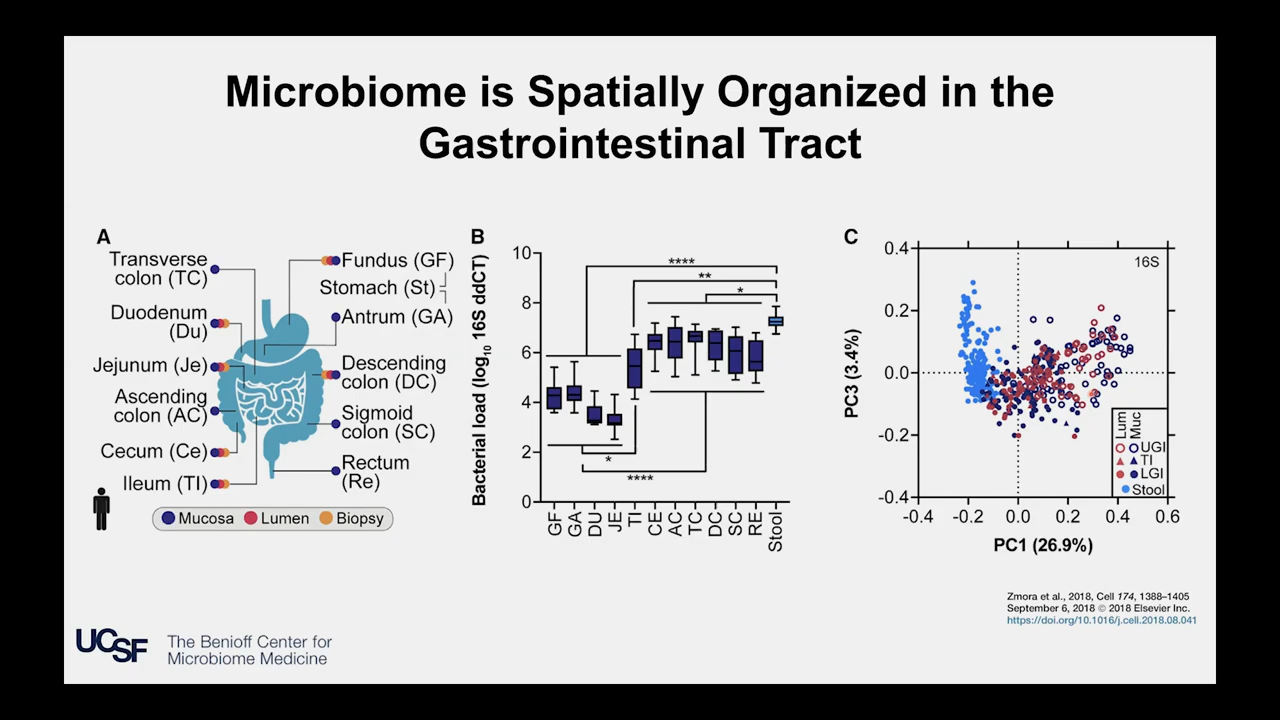 Microbiome is Spatially Organized in the
Gastrointestinal Tract
A
Transverse
colon (TC)
Duodenum
(Du)
Jejunum (Je)
Ascending
colon (AC)
Cecum (Ce)
Ileum (TI)
Fundus (GF)
Stomach (St)
Antrum (GA)
Descending
colon (DC)
Sigmoid
colon (SC)
Rectum
(Re)
Mucosa
Lumen
Biopsy
B
Bacterial load (log10 16S ddCT)
10
8
6
4
2
0
****
**
*
*
****
GF
GA
DU
JE
TI
CE
AC
TC
DC
SC
RE
Stool
C
PC3 (3.4%)
0.4
0.2
0.0
-0.2
-0.4
16S
Lum
Muc
UGI
TI
LGI
Stool
-0.4
-0.2
0.0
0.2
0.4
0.6
PC1 (26.9%)
Zmora et al., 2018, Cell 174, 1388–1405
September 6, 2018 © 2018 Elsevier Inc.
https://doi.org/10.1016/j.cell.2018.08.041
UCSF
The Benioff Center for
Microbiome Medicine